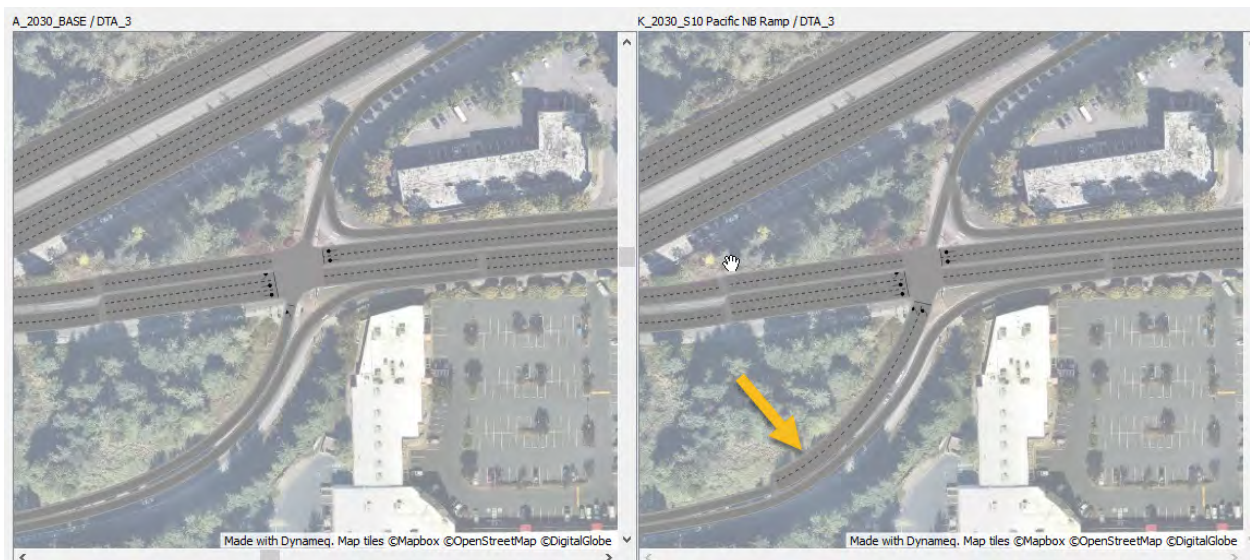 A_2030_BASE / DTA_3
K_2030_S10 Pacific NB Ramp / DTA_3
Made with Dynameq. Map tiles ©Mapbox ©OpenStreetMap ©DigitalGlobe
Made with Dynameq. Map tiles ©Mapbox ©OpenStreetMap ©DigitalGlobe